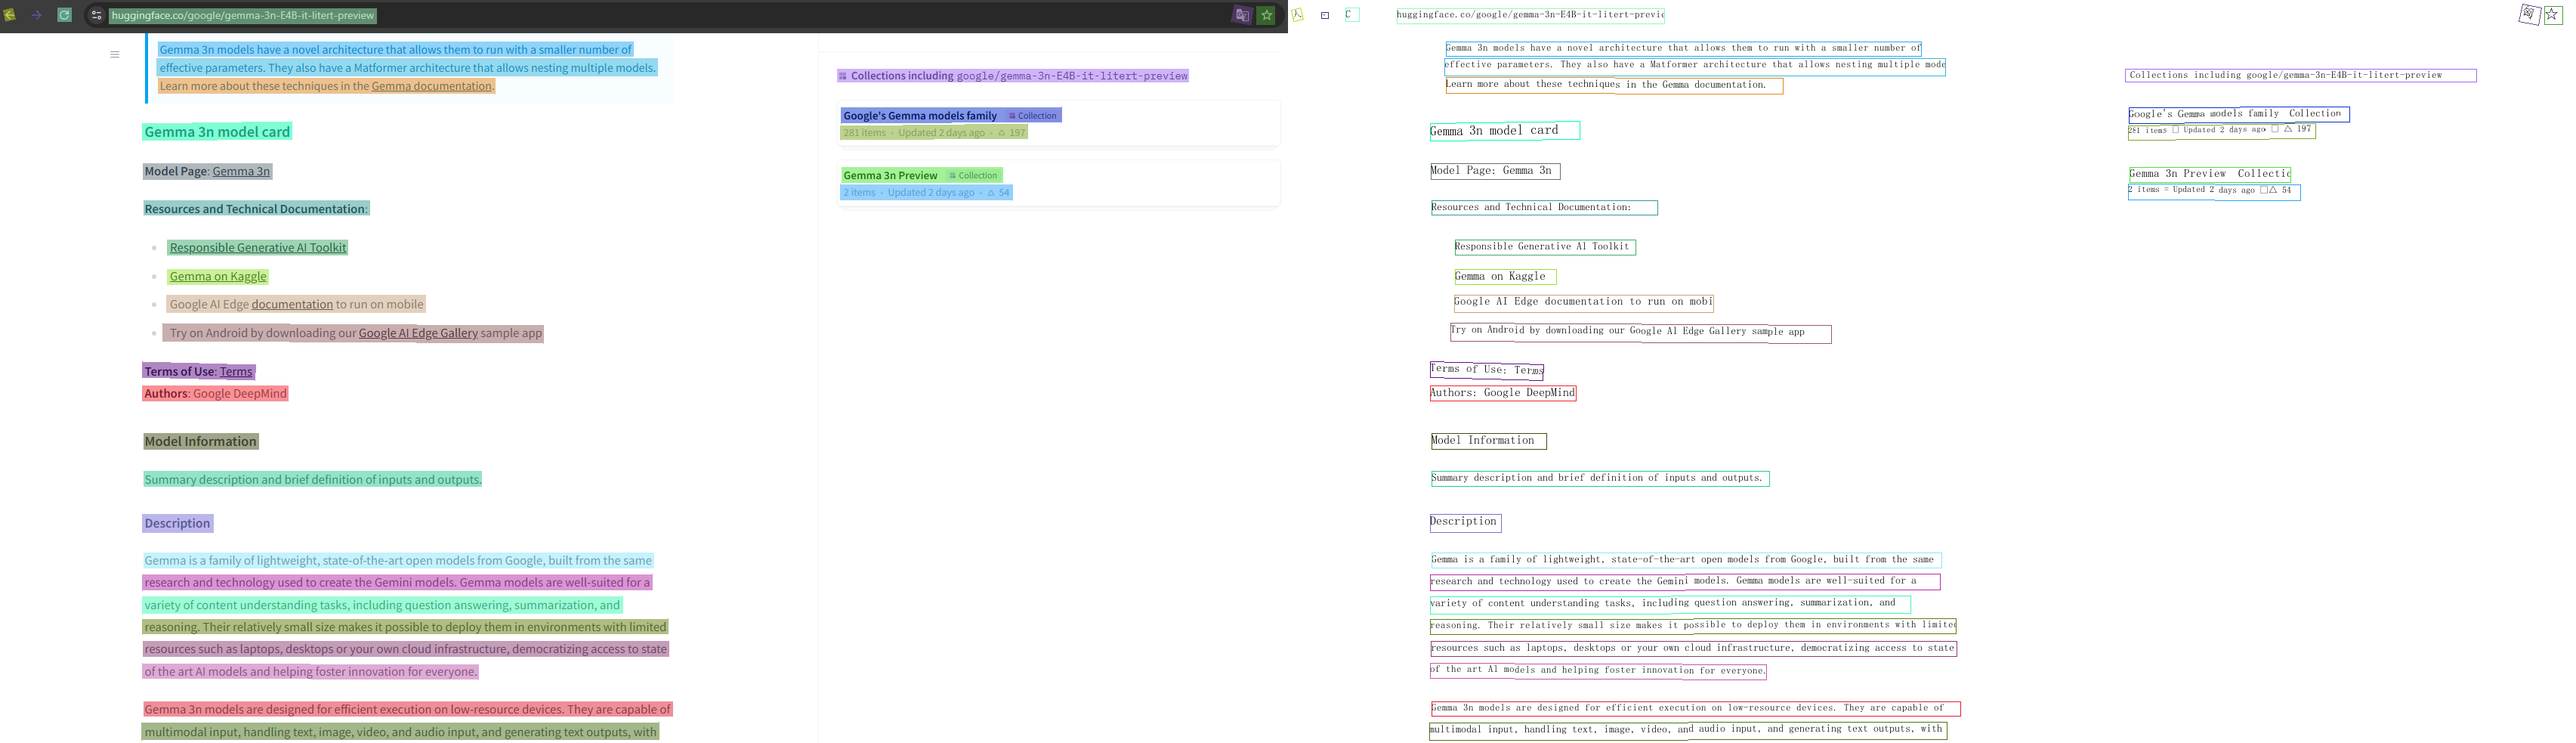 huggingface.co/google/gemma-3n-E4B-it-litert-preview
Gemma 3n models have a novel architecture that allows them to run with a smaller number of
effective parameters. They also have a Matformer architecture that allows nesting multiple models.
Learn more about these techniques in the Gemma documentation.
Gemma 3n model card
Model Page: Gemma 3n
Resources and Technical Documentation:
Responsible Generative AI Toolkit
Gemma on Kaggle
Google AI Edge documentation to run on mobile
Try on Android by downloading our Google AI Edge Gallery sample app
Terms of Use: Terms
Authors: Google DeepMind
Model Information
Summary description and brief definition of inputs and outputs.
Description
Gemma is a family of lightweight, state-of-the-art open models from Google, built from the same
research and technology used to create the Gemini models. Gemma models are well-suited for a
variety of content understanding tasks, including question answering, summarization, and
reasoning. Their relatively small size makes it possible to deploy them in environments with limited
resources such as laptops, desktops or your own cloud infrastructure, democratizing access to state
of the art AI models and helping foster innovation for everyone.
Gemma 3n models are designed for efficient execution on low-resource devices. They are capable of
multimodal input, handling text, image, video, and audio input, and generating text outputs, with
Collections including google/gemma-3n-E4B-it-litert-preview
Google's Gemma models family Collection
281 items • Updated 2 days ago • △ 197
Gemma 3n Preview Collection
2 items • Updated 2 days ago • △ 54
C
huggingface.co/google/gemma-3n-E4B-it-litert-previe
Gemma 3n models have a novel architecture that allows them to run with a smaller number of
effective parameters. They also have a Matformer architecture that allows nesting multiple mode
Learn more about these techniques in the Gemma documentation.
Gemma 3n model card
Model Page: Gemma 3n
Resources and Technical Documentation:
Responsible Generative Al Toolkit
Gemma on Kaggle
Google AI Edge documentation to run on mobi
Try on Android by downloading our Google Al Edge Gallery sample app
Terms of Use: Terms
Authors: Google DeepMind
Model Information
Summary description and brief definition of inputs and outputs.
Description
Gemma is a family of lightweight, state-of-the-art open models from Google, built from the same
research and technology used to create the Gemini models. Gemma models are well-suited for a
variety of content understanding tasks, including question answering, summarization, and
reasoning. Their relatively small size makes it possible to deploy them in environments with limited
resources such as laptops, desktops or your own cloud infrastructure, democratizing access to state
of the art Al models and helping foster innovation for everyone.
Gemma 3n models are designed for efficient execution on low-resource devices. They are capable of
multimodal input, handling text, image, video, and audio input, and generating text outputs, with
Collections including google/gemma-3n-E4B-it-litert-preview
Google's Gemma models family Collection
281 items □ Updated 2 days ago □ △ 197
Gemma 3n Preview Collectic
2 items = Updated 2 days ago □△ 54